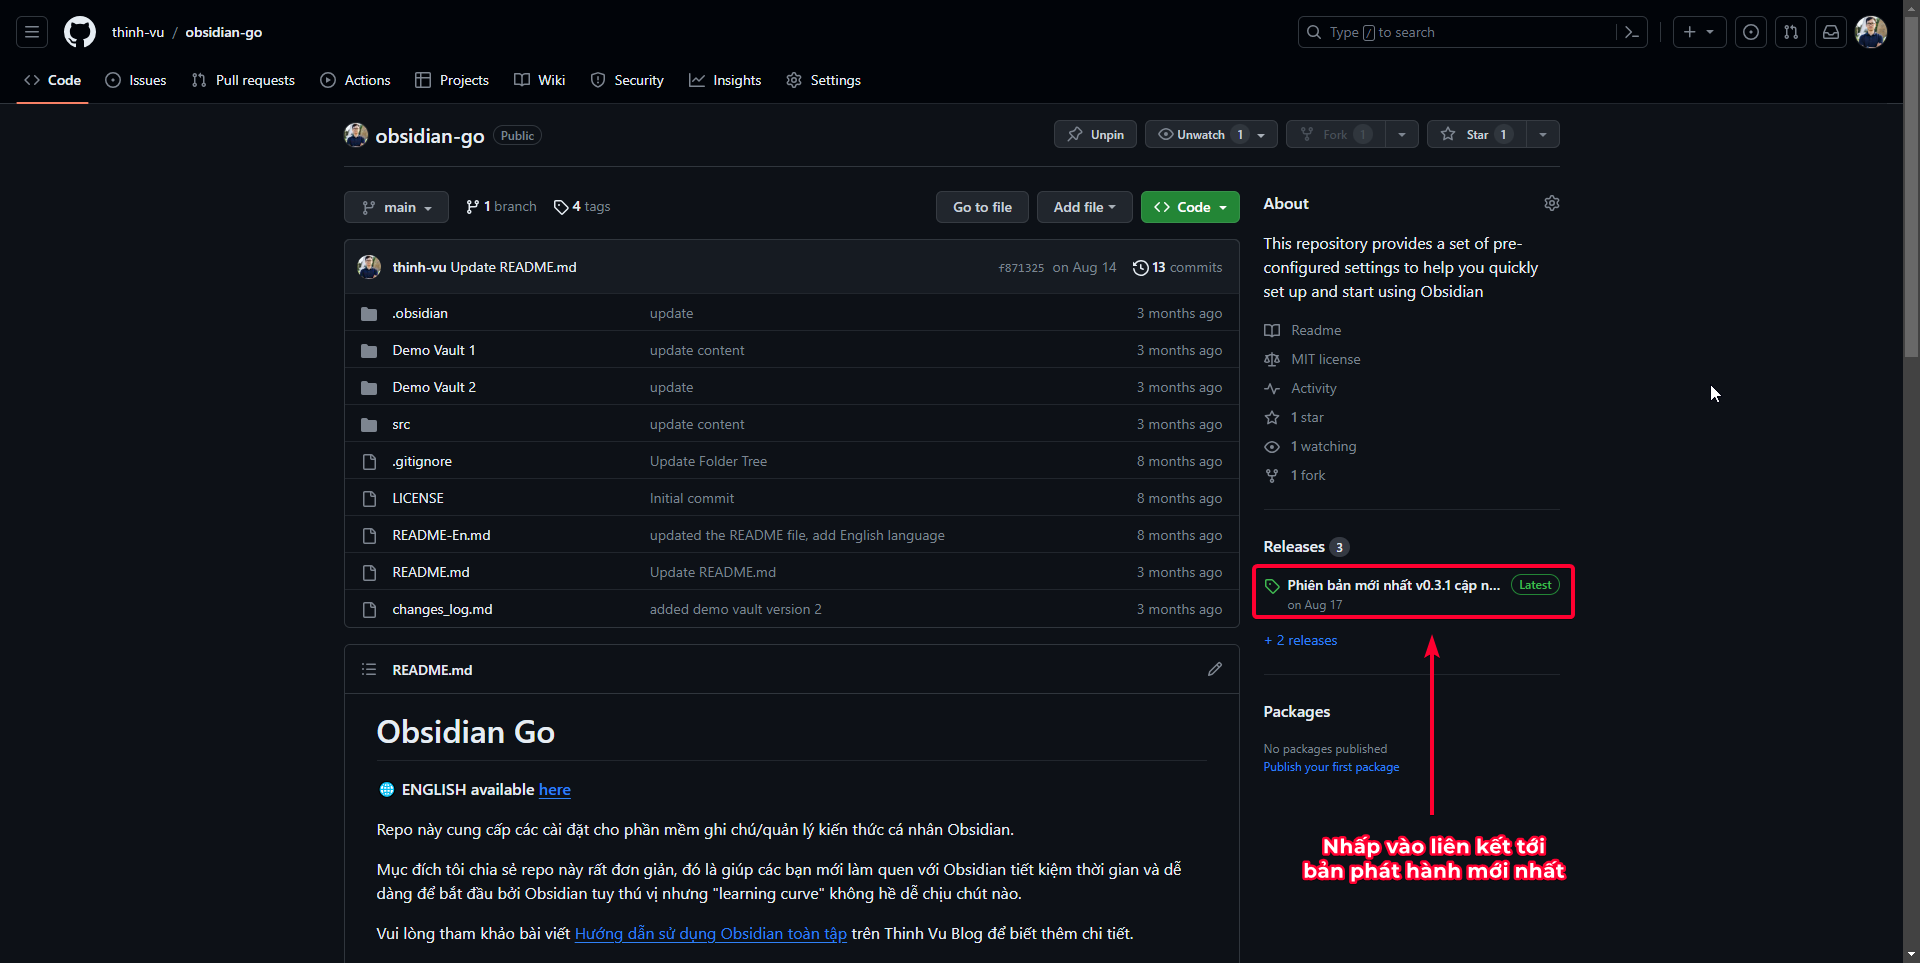 thinh-vu / obsidian-go
Type / to search
Code Issues Pull requests Actions Projects Wiki Security Insights Settings
obsidian-go Public
Unpin Unwatch 1 Fork 1 Star 1
main 1 branch 4 tags
Go to file Add file Code
thinh-vu Update README.md f871325 on Aug 14 13 commits
.obsidian update 3 months ago
Demo Vault 1 update content 3 months ago
Demo Vault 2 update 3 months ago
src update content 3 months ago
.gitignore Update Folder Tree 8 months ago
LICENSE Initial commit 8 months ago
README-En.md updated the README file, add English language 8 months ago
README.md Update README.md 3 months ago
changes_log.md added demo vault version 2 3 months ago
README.md
Obsidian Go
ENGLISH available here
Repo này cung cấp các cài đặt cho phần mềm ghi chú/quản lý kiến thức cá nhân Obsidian.
Mục đích tôi chia sẻ repo này rất đơn giản, đó là giúp các bạn mới làm quen với Obsidian tiết kiệm thời gian và dễ
dàng để bắt đầu bởi Obsidian tuy thú vị nhưng "learning curve" không hề dễ chịu chút nào.
Vui lòng tham khảo bài viết Hướng dẫn sử dụng Obsidian toàn tập trên Thinh Vu Blog để biết thêm chi tiết.
About
This repository provides a set of pre-
configured settings to help you quickly
set up and start using Obsidian
Readme
MIT license
Activity
1 star
1 watching
1 fork
Releases 3
Phiên bản mới nhất v0.3.1 cập n... Latest
on Aug 17
+ 2 releases
Packages
No packages published
Publish your first package
Nhấp vào liên kết tới
bản phát hành mới nhất